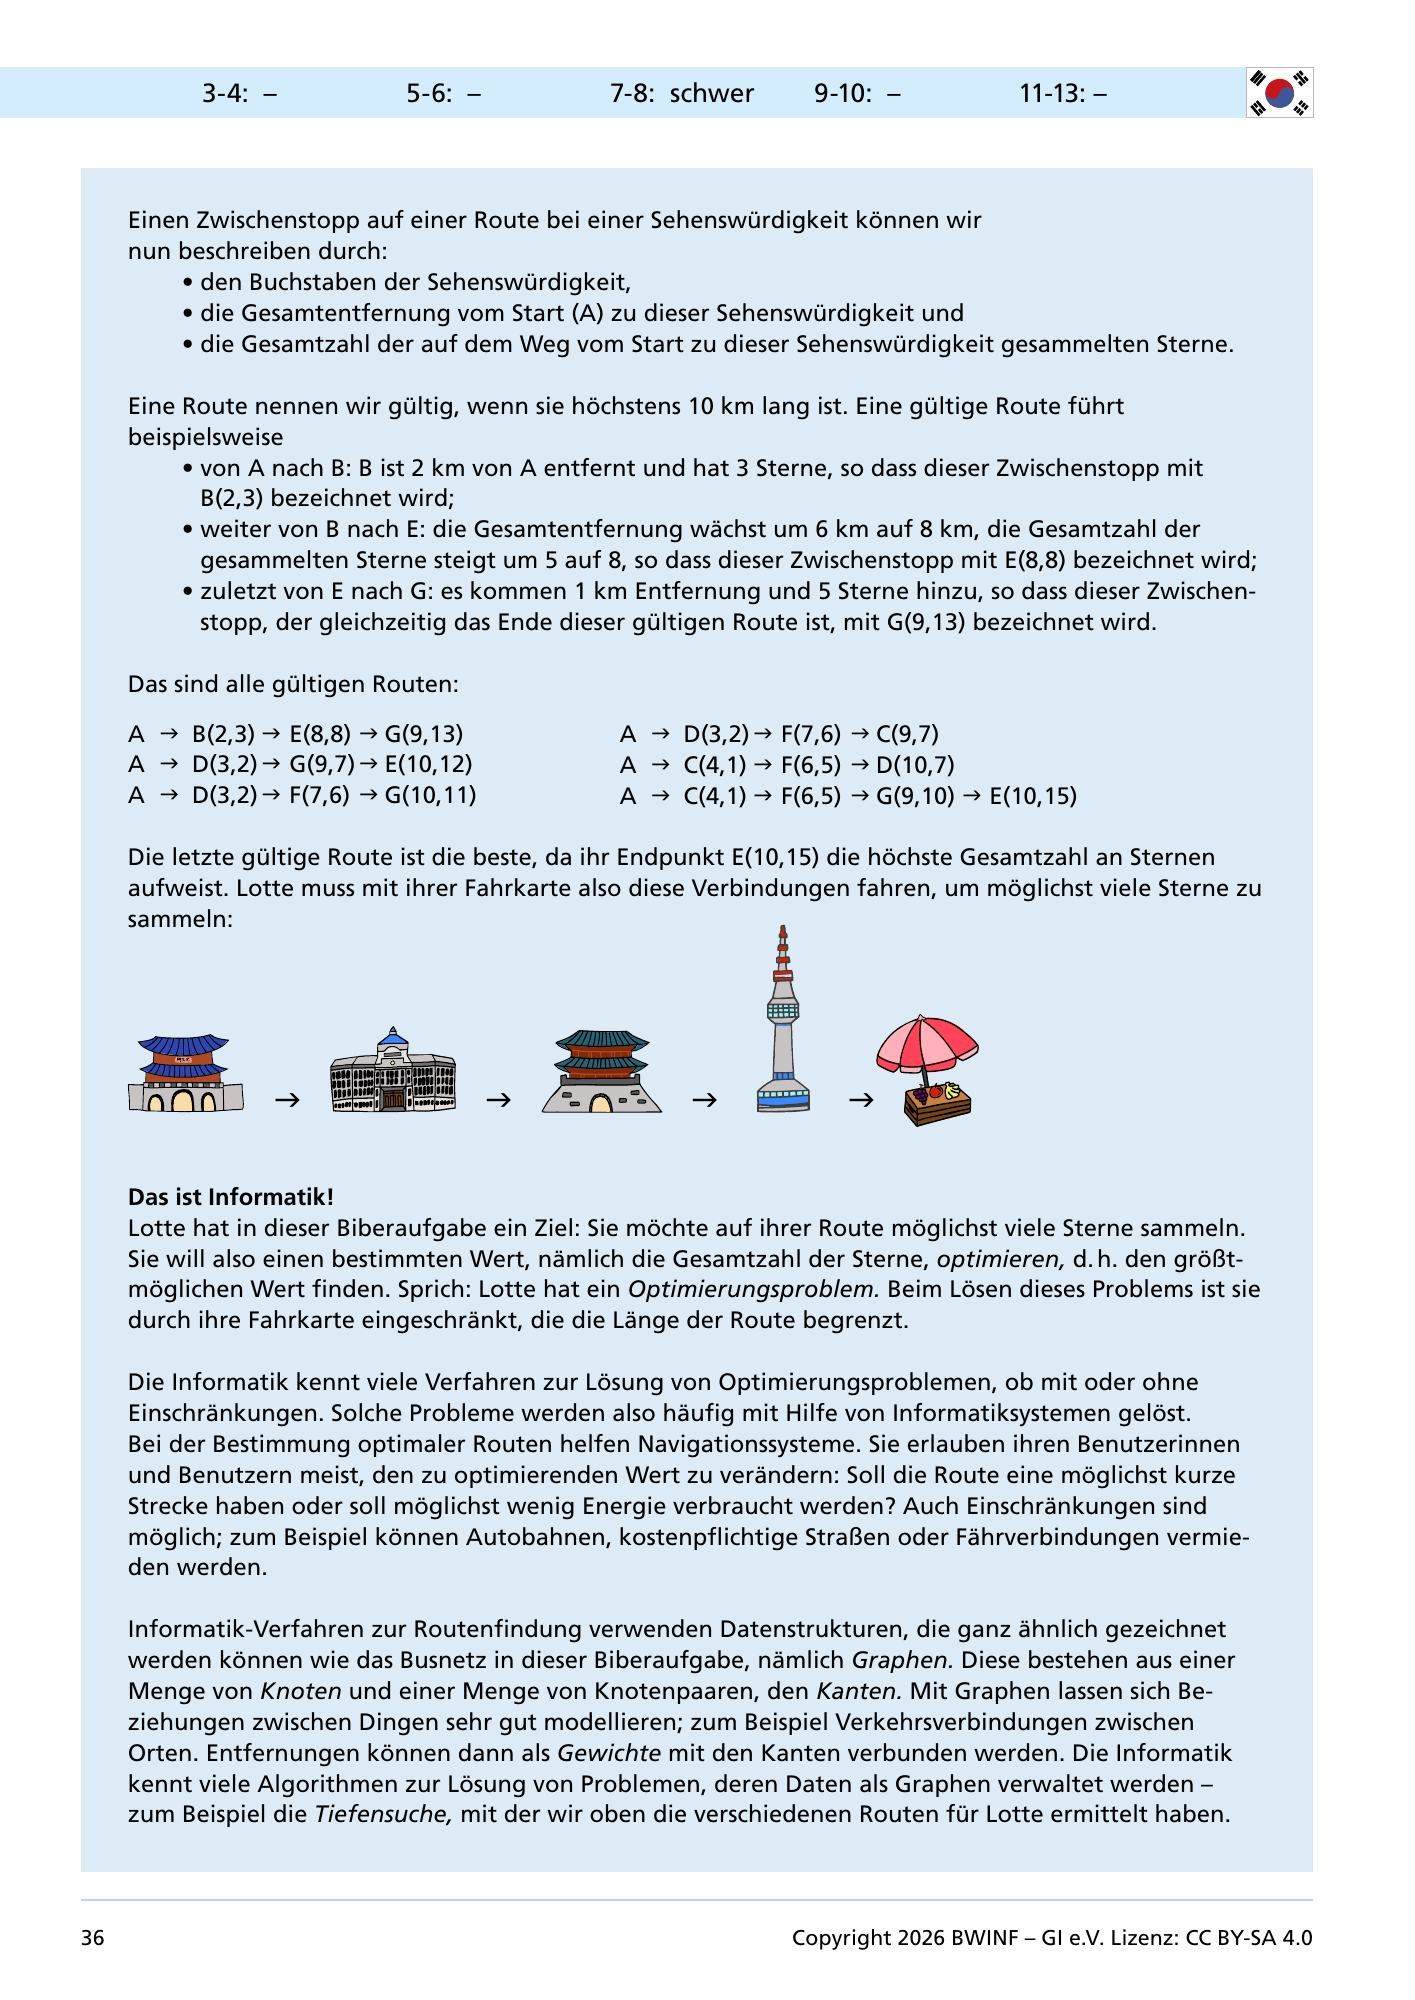 3-4: –
5-6: –
7-8: schwer
9-10: –
11-13: –
Einen Zwischenstopp auf einer Route bei einer Sehenswürdigkeit können wir
nun beschreiben durch:
• den Buchstaben der Sehenswürdigkeit,
• die Gesamtentfernung vom Start (A) zu dieser Sehenswürdigkeit und
• die Gesamtzahl der auf dem Weg vom Start zu dieser Sehenswürdigkeit gesammelten Sterne.
Eine Route nennen wir gültig, wenn sie höchstens 10 km lang ist. Eine gültige Route führt
beispielsweise
• von A nach B: B ist 2 km von A entfernt und hat 3 Sterne, so dass dieser Zwischenstopp mit
B(2,3) bezeichnet wird;
• weiter von B nach E: die Gesamtentfernung wächst um 6 km auf 8 km, die Gesamtzahl der
gesammelten Sterne steigt um 5 auf 8, so dass dieser Zwischenstopp mit E(8,8) bezeichnet wird;
• zuletzt von E nach G: es kommen 1 km Entfernung und 5 Sterne hinzu, so dass dieser Zwischen-
stopp, der gleichzeitig das Ende dieser gültigen Route ist, mit G(9,13) bezeichnet wird.
Das sind alle gültigen Routen:
A → B(2,3) → E(8,8) → G(9,13)
A → D(3,2) → G(9,7) → E(10,12)
A → D(3,2) → F(7,6) → G(10,11)
A → D(3,2) → F(7,6) → C(9,7)
A → C(4,1) → F(6,5) → D(10,7)
A → C(4,1) → F(6,5) → G(9,10) → E(10,15)
Die letzte gültige Route ist die beste, da ihr Endpunkt E(10,15) die höchste Gesamtzahl an Sternen
aufweist. Lotte muss mit ihrer Fahrkarte also diese Verbindungen fahren, um möglichst viele Sterne zu
sammeln:
→ → → →
Das ist Informatik!
Lotte hat in dieser Biberaufgabe ein Ziel: Sie möchte auf ihrer Route möglichst viele Sterne sammeln.
Sie will also einen bestimmten Wert, nämlich die Gesamtzahl der Sterne, optimieren, d. h. den größt-
möglichen Wert finden. Sprich: Lotte hat ein Optimierungsproblem. Beim Lösen dieses Problems ist sie
durch ihre Fahrkarte eingeschränkt, die die Länge der Route begrenzt.
Die Informatik kennt viele Verfahren zur Lösung von Optimierungsproblemen, ob mit oder ohne
Einschränkungen. Solche Probleme werden also häufig mit Hilfe von Informatiksystemen gelöst.
Bei der Bestimmung optimaler Routen helfen Navigationssysteme. Sie erlauben ihren Benutzerinnen
und Benutzern meist, den zu optimierenden Wert zu verändern: Soll die Route eine möglichst kurze
Strecke haben oder soll möglichst wenig Energie verbraucht werden? Auch Einschränkungen sind
möglich; zum Beispiel können Autobahnen, kostenpflichtige Straßen oder Fährverbindungen vermie-
den werden.
Informatik-Verfahren zur Routenfindung verwenden Datenstrukturen, die ganz ähnlich gezeichnet
werden können wie das Busnetz in dieser Biberaufgabe, nämlich Graphen. Diese bestehen aus einer
Menge von Knoten und einer Menge von Knotenpaaren, den Kanten. Mit Graphen lassen sich Be-
ziehungen zwischen Dingen sehr gut modellieren; zum Beispiel Verkehrsverbindungen zwischen
Orten. Entfernungen können dann als Gewichte mit den Kanten verbunden werden. Die Informatik
kennt viele Algorithmen zur Lösung von Problemen, deren Daten als Graphen verwaltet werden –
zum Beispiel die Tiefensuche, mit der wir oben die verschiedenen Routen für Lotte ermittelt haben.
36
Copyright 2026 BWINF – GI e.V. Lizenz: CC BY-SA 4.0